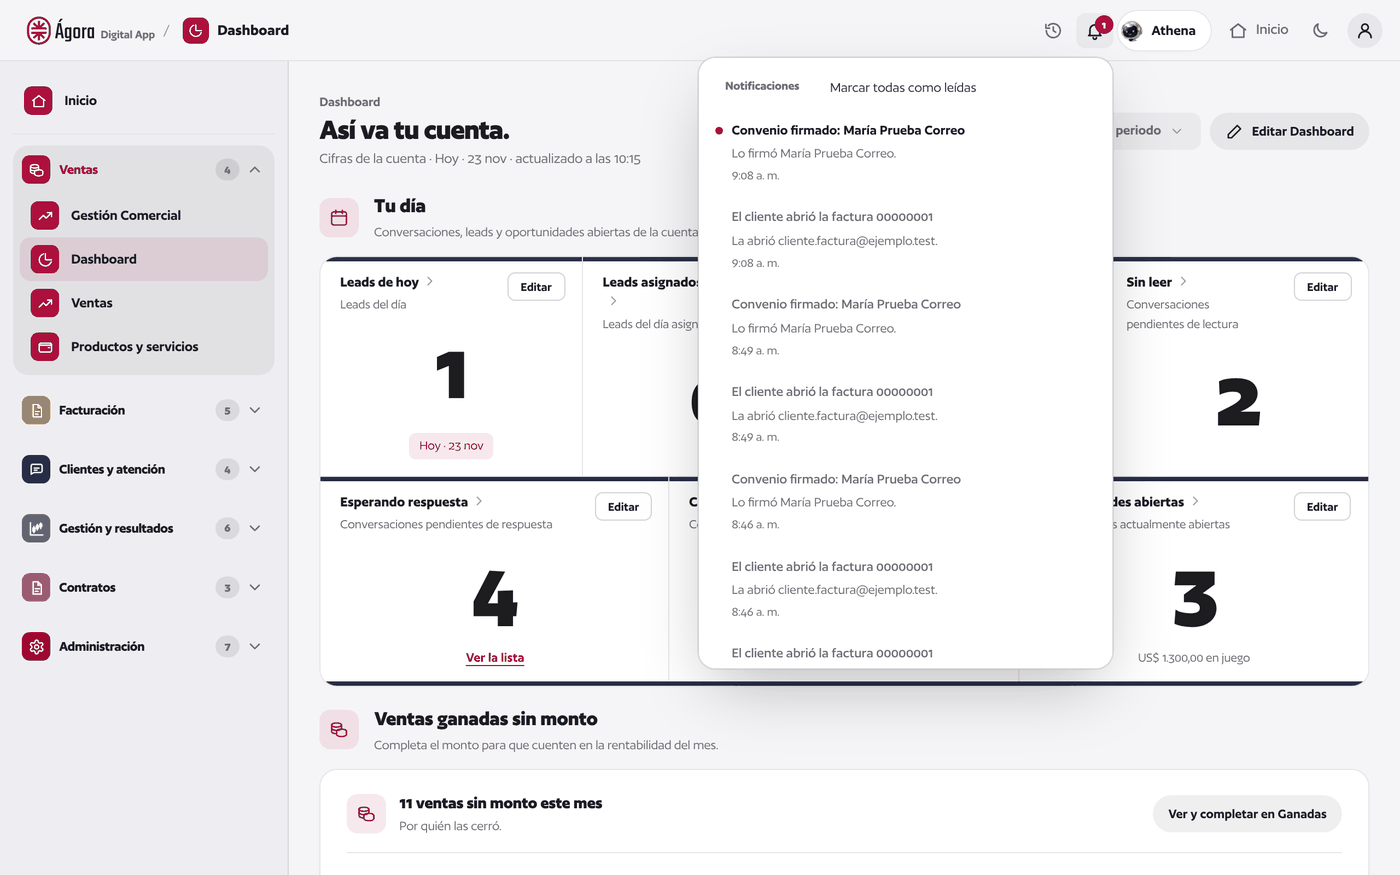 Ágora Digital App / Dashboard
1
Athena
Inicio
Inicio
Ventas 4
Gestión Comercial
Dashboard
Ventas
Productos y servicios
Facturación 5
Clientes y atención 4
Gestión y resultados 6
Contratos 3
Administración 7
Dashboard
Así va tu cuenta.
Cifras de la cuenta · Hoy · 23 nov · actualizado a las 10:15
periodo
Editar Dashboard
Tu día
Conversaciones, leads y oportunidades abiertas de la cuenta
Leads de hoy
Editar
Leads del día
1
Hoy · 23 nov
Leads asignados
Leads del día asign
Sin leer
Editar
Conversaciones
pendientes de lectura
2
Esperando respuesta
Editar
Conversaciones pendientes de respuesta
4
Ver la lista
des abiertas
Editar
s actualmente abiertas
3
US$ 1.300,00 en juego
Notificaciones
Marcar todas como leídas
Convenio firmado: María Prueba Correo
Lo firmó María Prueba Correo.
9:08 a. m.
El cliente abrió la factura 00000001
La abrió cliente.factura@ejemplo.test.
9:08 a. m.
Convenio firmado: María Prueba Correo
Lo firmó María Prueba Correo.
8:49 a. m.
El cliente abrió la factura 00000001
La abrió cliente.factura@ejemplo.test.
8:49 a. m.
Convenio firmado: María Prueba Correo
Lo firmó María Prueba Correo.
8:46 a. m.
El cliente abrió la factura 00000001
La abrió cliente.factura@ejemplo.test.
8:46 a. m.
El cliente abrió la factura 00000001
Ventas ganadas sin monto
Completa el monto para que cuenten en la rentabilidad del mes.
11 ventas sin monto este mes
Por quién las cerró.
Ver y completar en Ganadas